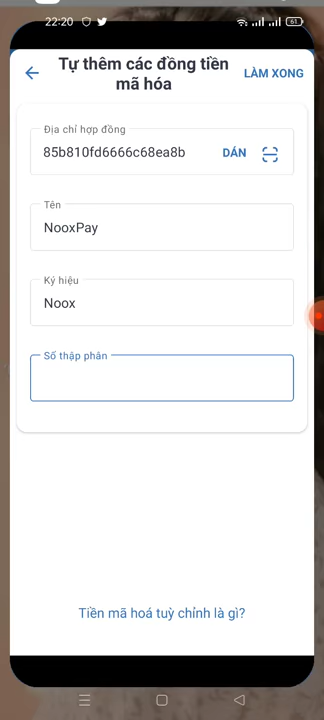 22:20
61
Tự thêm các đồng tiền
mã hóa
LÀM XONG
Địa chỉ hợp đồng
85b810fd6666c68ea8b
DÁN
Tên
NooxPay
Ký hiệu
Noox
Số thập phân
Tiền mã hoá tuỳ chỉnh là gì?